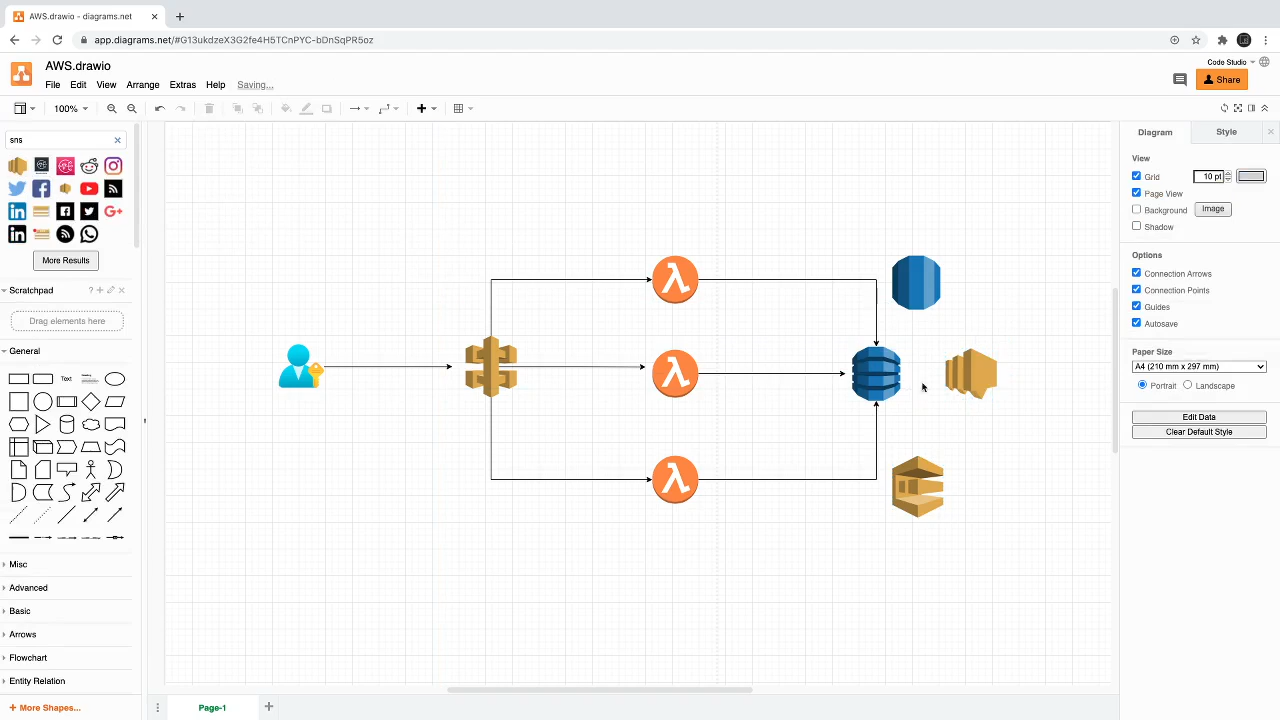 AWS.drawio - diagrams.net
app.diagrams.net/#G13ukdzeX3G2fe4H5TCnPYC-bDnSqPR5oz
AWS.drawio
Code Studio
File Edit View Arrange Extras Help Saving...
Share
100%
sns
More Results
Scratchpad
Drag elements here
General
Text
Misc
Advanced
Basic
Arrows
Flowchart
Entity Relation
More Shapes...
Page-1
Diagram Style
View
Grid 10 pt
Page View
Background Image
Shadow
Options
Connection Arrows
Connection Points
Guides
Autosave
Paper Size
A4 (210 mm x 297 mm)
Portrait Landscape
Edit Data
Clear Default Style